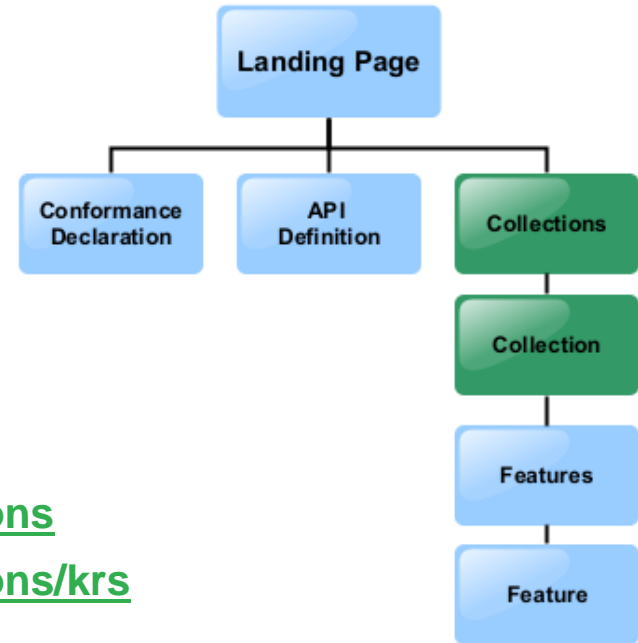 Landing Page
Conformance
Declaration
API
Definition
Collections
Collection
Features
Feature
ons
ons/krs